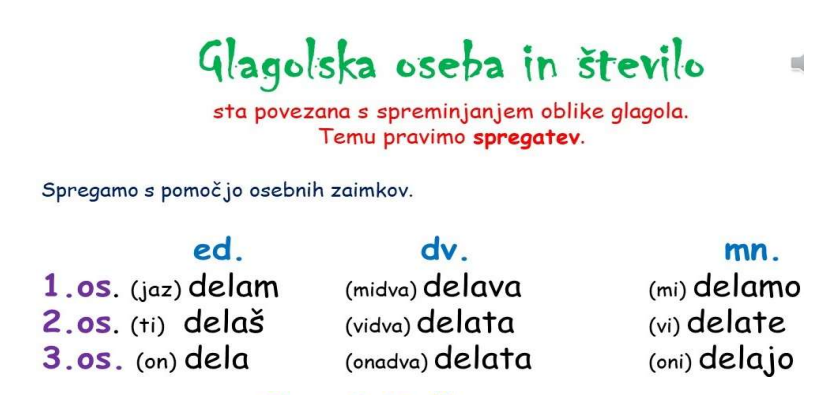 Glagolska oseba in število
sta povezana s spreminjanjem oblike glagola.
Temu pravimo spregatev.
Spregamo s pomočjo osebnih zaimkov.
ed. dv. mn.
1.os. (jaz) delam (midva) delava (mi) delamo
2.os. (ti) delaš (vidva) delata (vi) delate
3.os. (on) dela (onadva) delata (oni) delajo